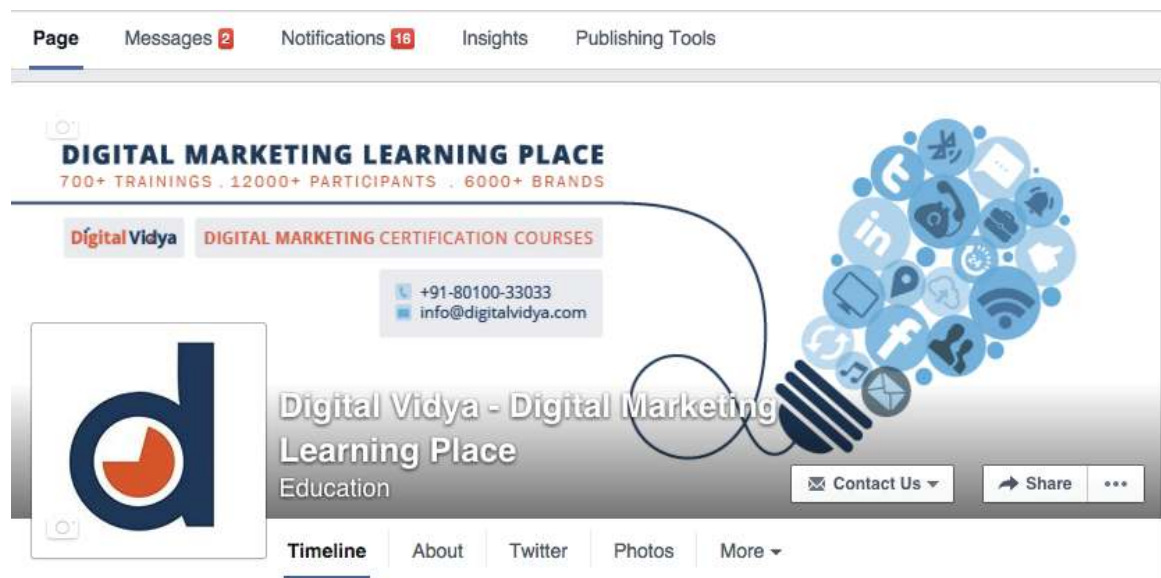 Page Messages 2 Notifications 16 Insights Publishing Tools
DIGITAL MARKETING LEARNING PLACE
700+ TRAININGS . 12000+ PARTICIPANTS . 6000+ BRANDS
Digital Vidya DIGITAL MARKETING CERTIFICATION COURSES
+91-80100-33033
info@digitalvidya.com
24
in
f
Digital Vidya - Digital Marketing
Learning Place
Education
Contact Us Share
Timeline About Twitter Photos More